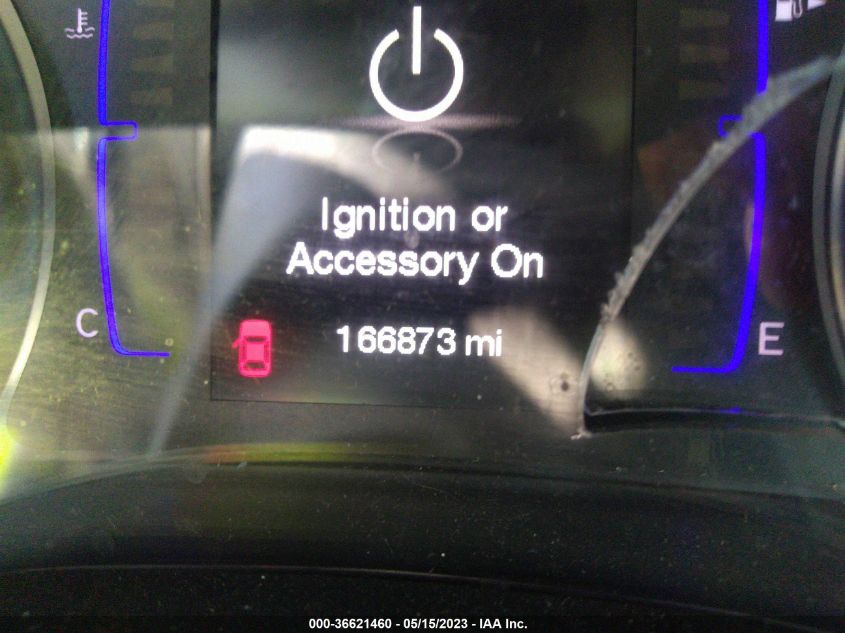 Ignition or
Accessory On
C
166873 mi
E
000-36621460 - 05/15/2023 - IAA Inc.